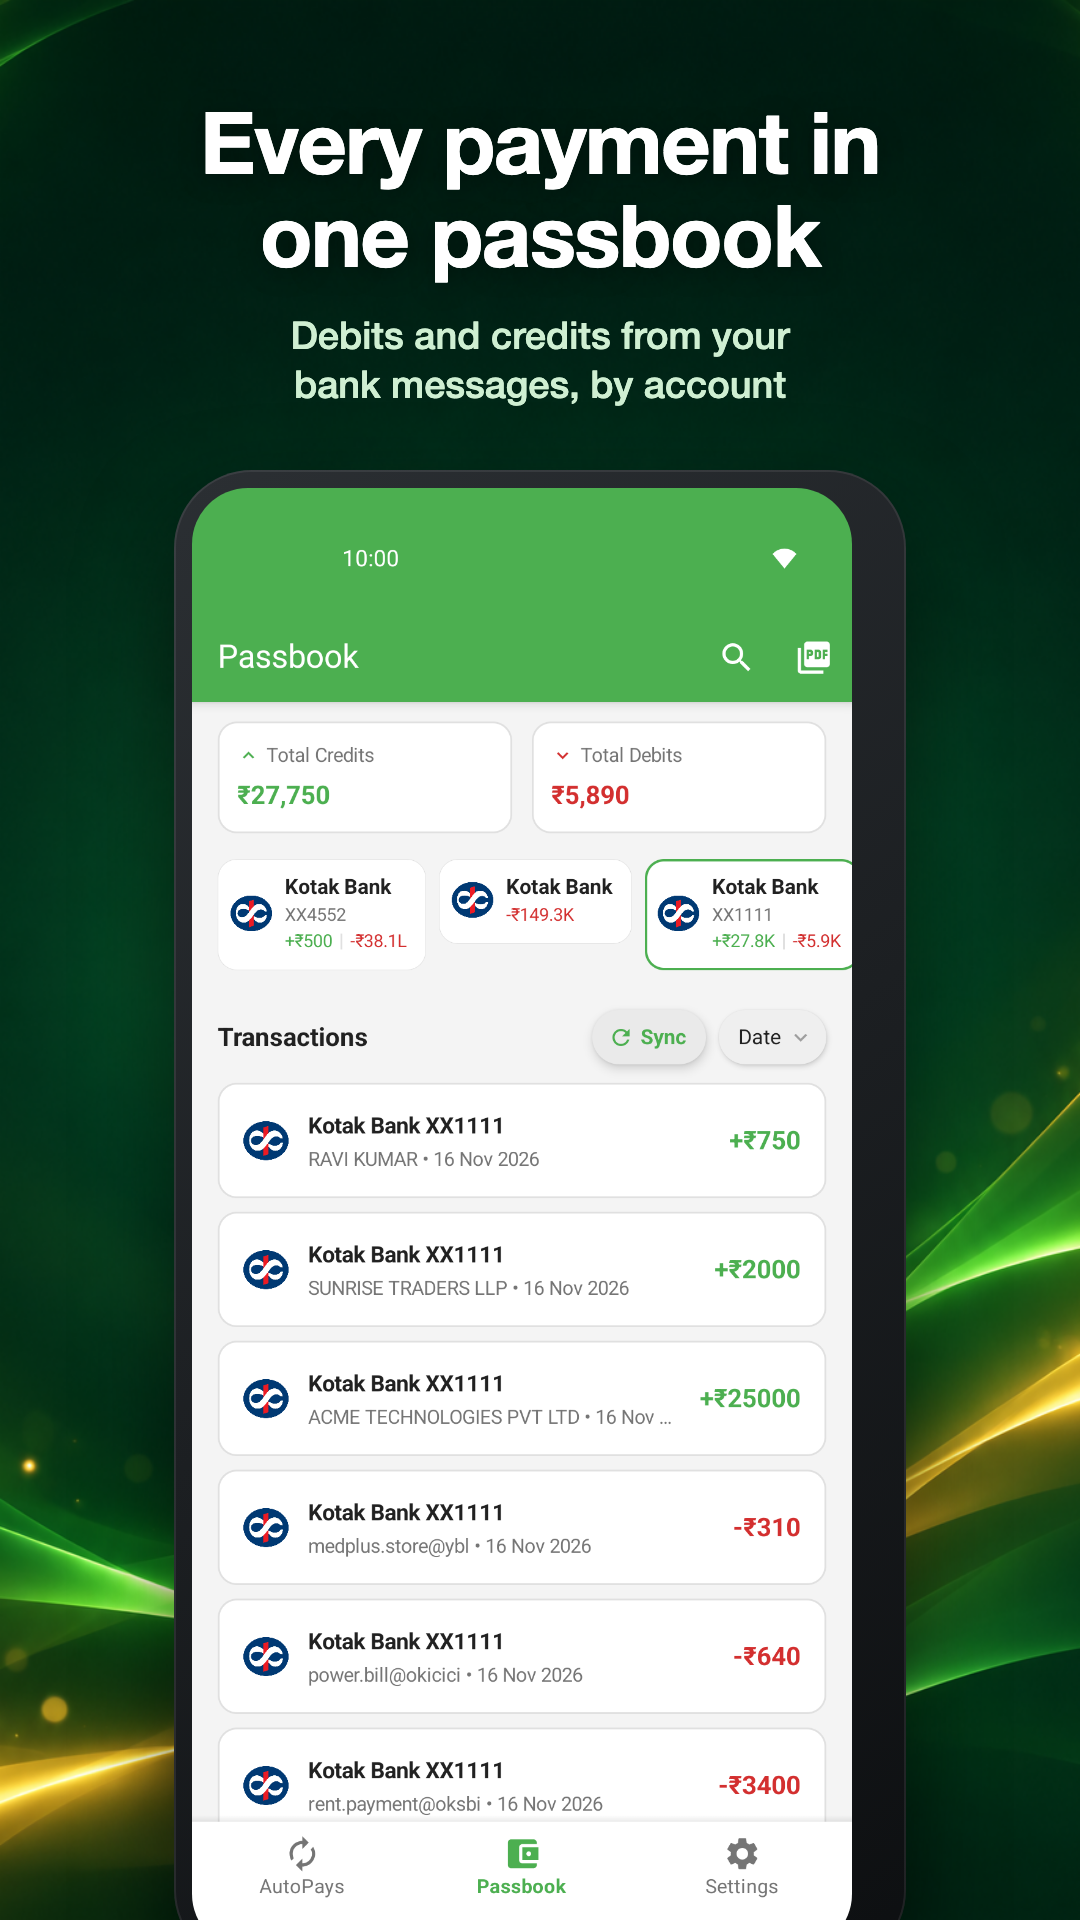 Every payment in
one passbook
Debits and credits from your
bank messages, by account
10:00
Passbook
PDF
Total Credits
₹27,750
Total Debits
₹5,890
Kotak Bank
XX4552
+₹500 | -₹38.1L
Kotak Bank
-₹149.3K
Kotak Bank
XX1111
+₹27.8K | -₹5.9K
Transactions
Sync
Date
Kotak Bank XX1111
RAVI KUMAR • 16 Nov 2026
+₹750
Kotak Bank XX1111
SUNRISE TRADERS LLP • 16 Nov 2026
+₹2000
Kotak Bank XX1111
ACME TECHNOLOGIES PVT LTD • 16 Nov ...
+₹25000
Kotak Bank XX1111
medplus.store@ybl • 16 Nov 2026
-₹310
Kotak Bank XX1111
power.bill@okicici • 16 Nov 2026
-₹640
Kotak Bank XX1111
rent.payment@oksbi • 16 Nov 2026
-₹3400
AutoPays
Passbook
Settings